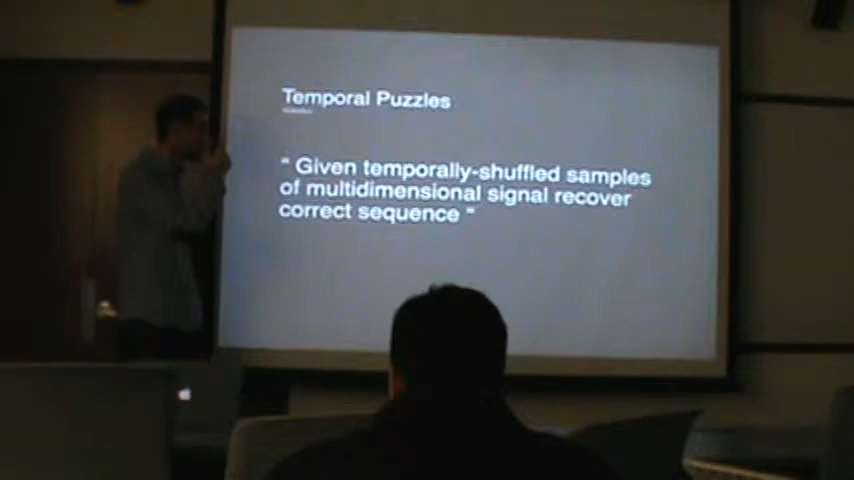 Temporal Puzzles
“ Given temporally-shuffled samples
of multidimensional signal recover
correct sequence “